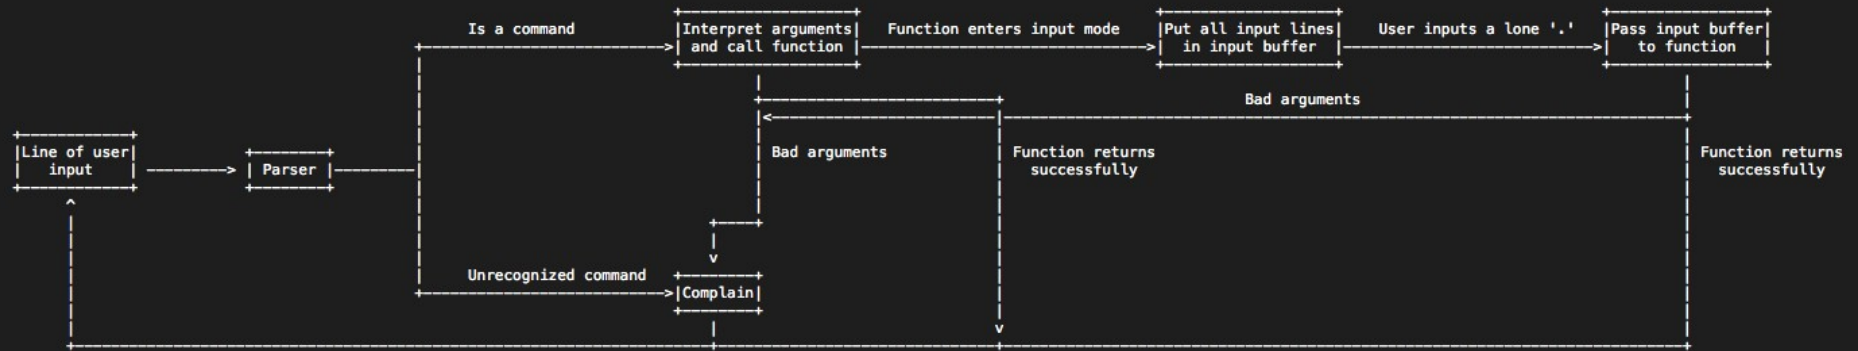 Is a command
Interpret arguments
and call function
Function enters input mode
Put all input lines
in input buffer
User inputs a lone '.'
Pass input buffer
to function
Bad arguments
Line of user
input
Parser
Bad arguments
Function returns
successfully
Function returns
successfully
Unrecognized command
Complain